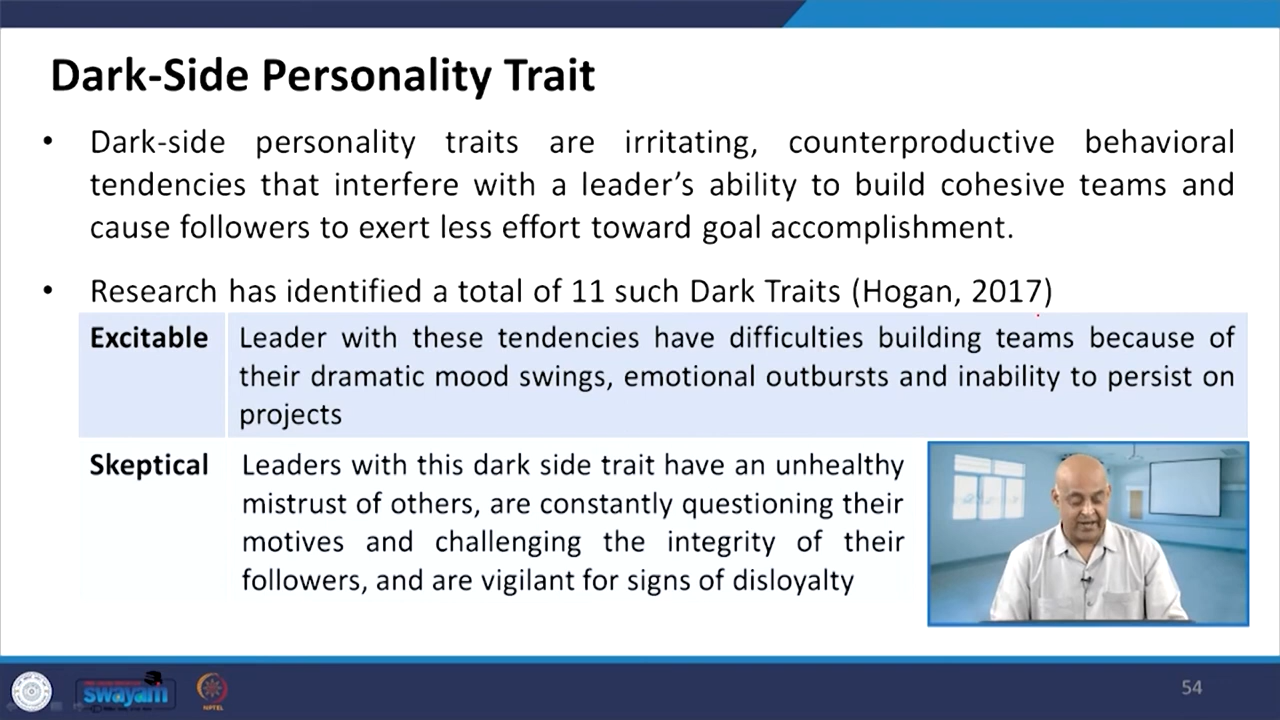 Dark-Side Personality Trait
• Dark-side personality traits are irritating, counterproductive behavioral
tendencies that interfere with a leader’s ability to build cohesive teams and
cause followers to exert less effort toward goal accomplishment.
• Research has identified a total of 11 such Dark Traits (Hogan, 2017)
Excitable
Leader with these tendencies have difficulties building teams because of
their dramatic mood swings, emotional outbursts and inability to persist on
projects
Skeptical
Leaders with this dark side trait have an unhealthy
mistrust of others, are constantly questioning their
motives and challenging the integrity of their
followers, and are vigilant for signs of disloyalty
swayam
NPTEL
54